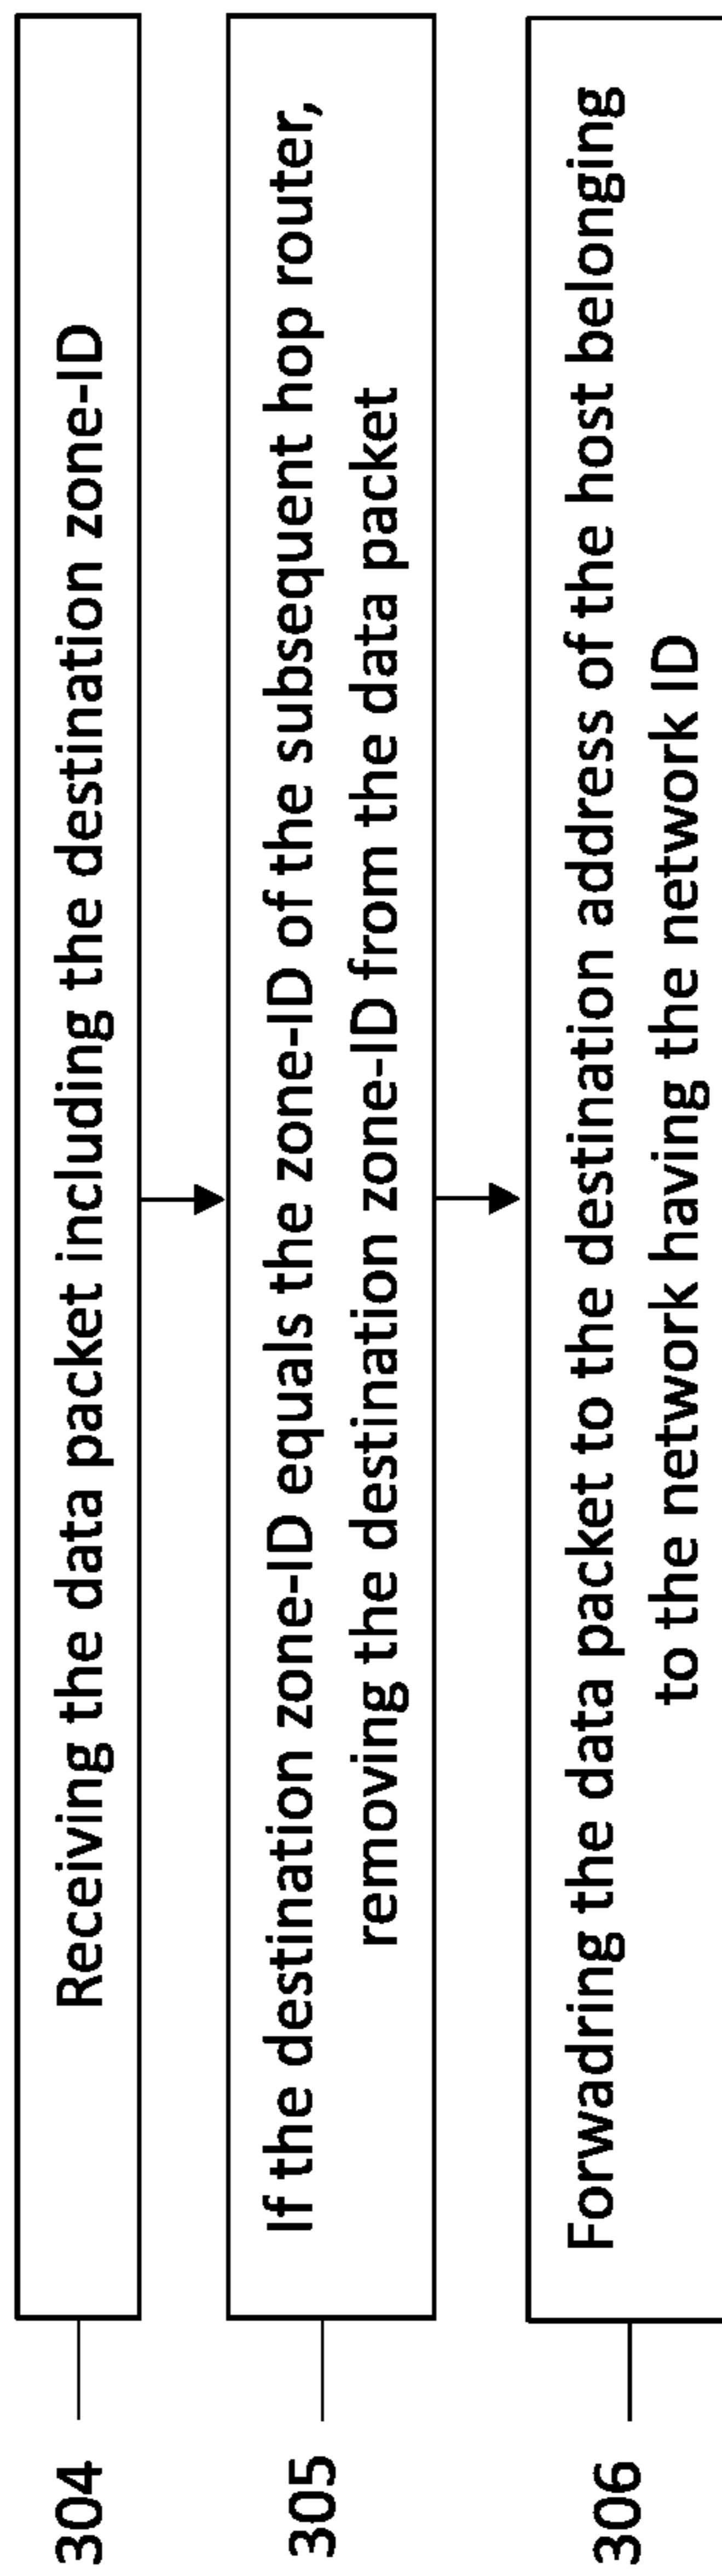 304
Receiving the data packet including the destination zone-ID
305
If the destination zone-ID equals the zone-ID of the subsequent hop router,
removing the destination zone-ID from the data packet
306
Forwadring the data packet to the destination address of the host belonging
to the network having the network ID